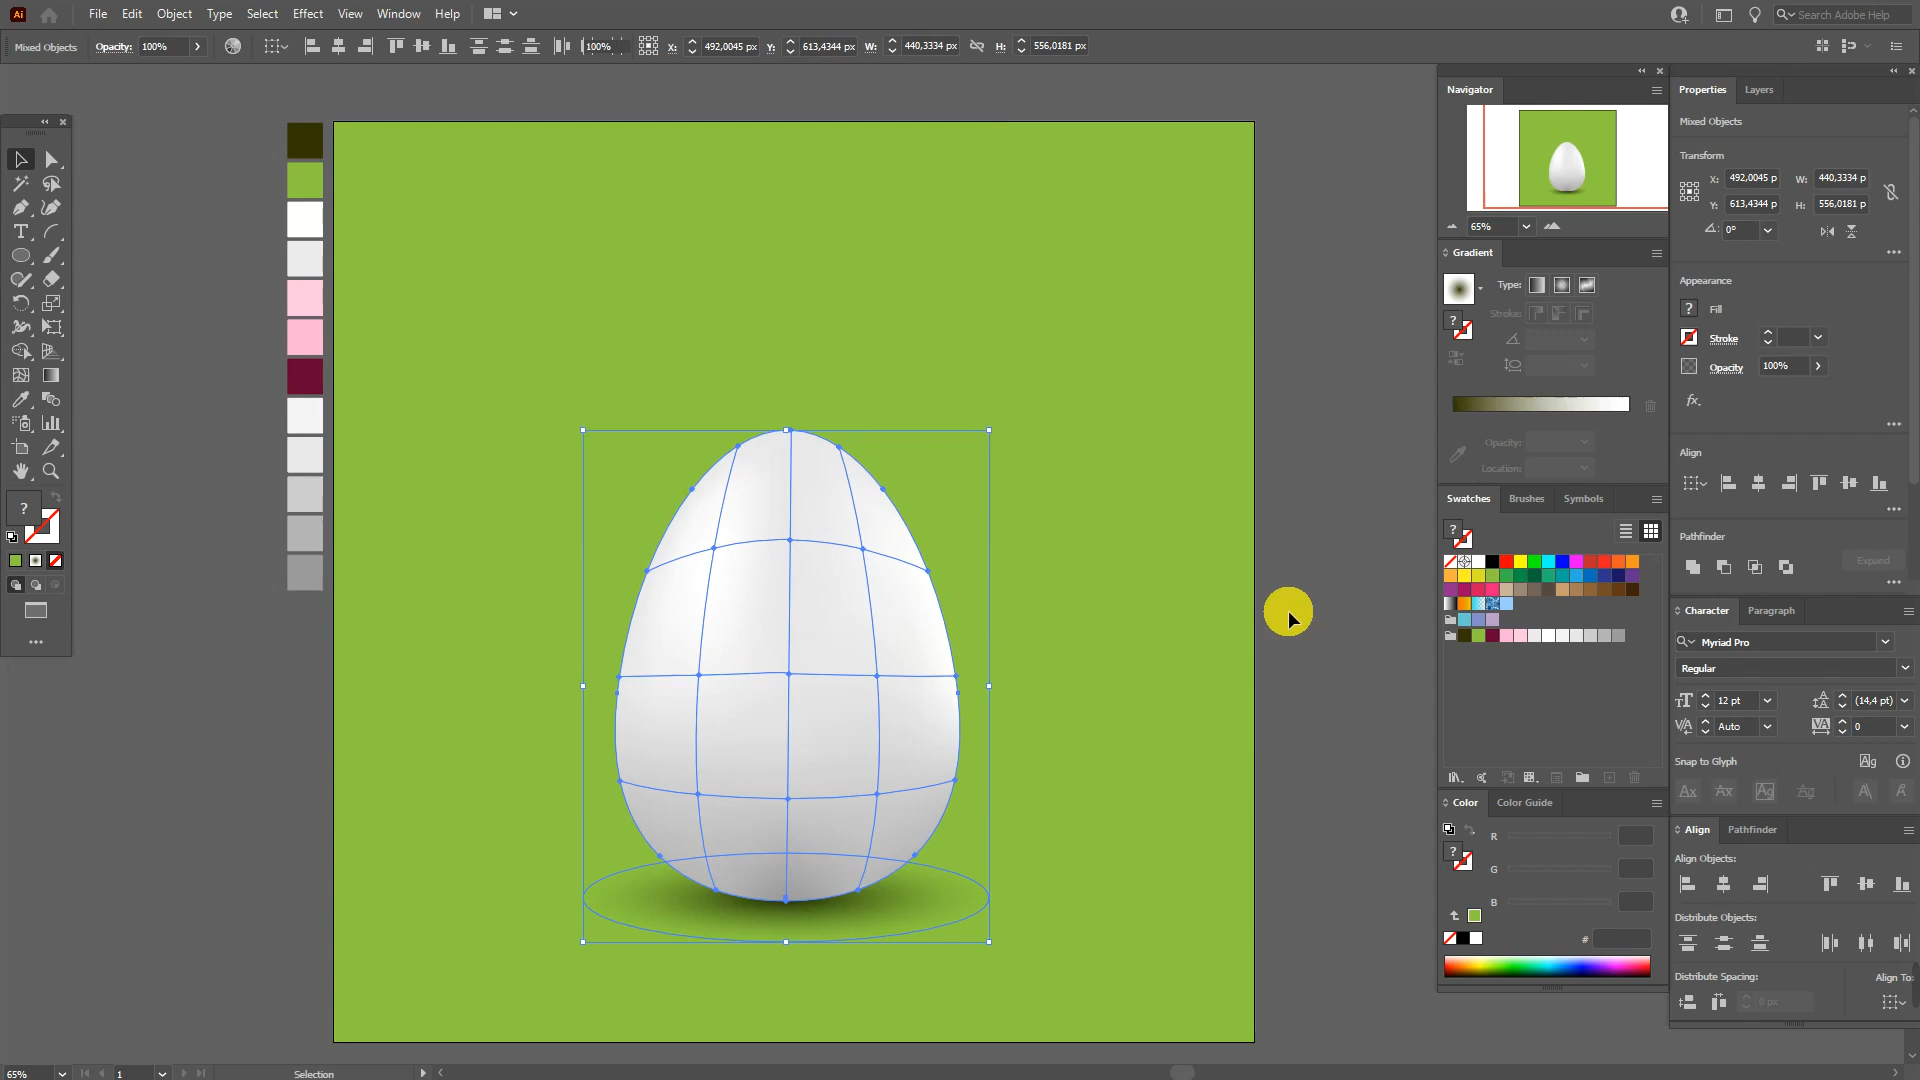 Ai File Edit Object Type Select Effect View Window Help Search Adobe Help
Mixed Objects Opacity: 100% 100% X: 492,0045 px Y: 613,4344 px W: 440,3334 px H: 556,0181 px
Navigator
65%
Gradient
Type:
Stroke:
Opacity:
Location:
Swatches Brushes Symbols
Color Color Guide
R
G
B
#
Properties Layers
Mixed Objects
Transform
X: 492,0045 p W: 440,3334 p
Y: 613,4344 p H: 556,0181 p
0°
Appearance
? Fill
Stroke
Opacity 100%
fx.
Align
Pathfinder
Expand
Character Paragraph
Myriad Pro
Regular
12 pt (14,4 pt)
Auto 0
Snap to Glyph
Align Pathfinder
Align Objects:
Distribute Objects:
Distribute Spacing: Align To:
0 px
65% 1 Selection